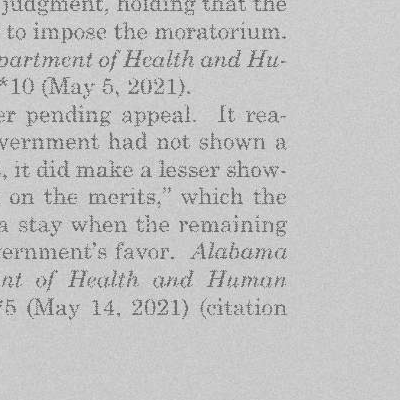 judgment, holding that the
to impose the moratorium.
partment of Health and Hu-
*10 (May 5, 2021).
er pending appeal. It rea-
vernment had not shown a
, it did make a lesser show-
on the merits,” which the
a stay when the remaining
vernment’s favor. Alabama
nt of Health and Human
*5 (May 14, 2021) (citation